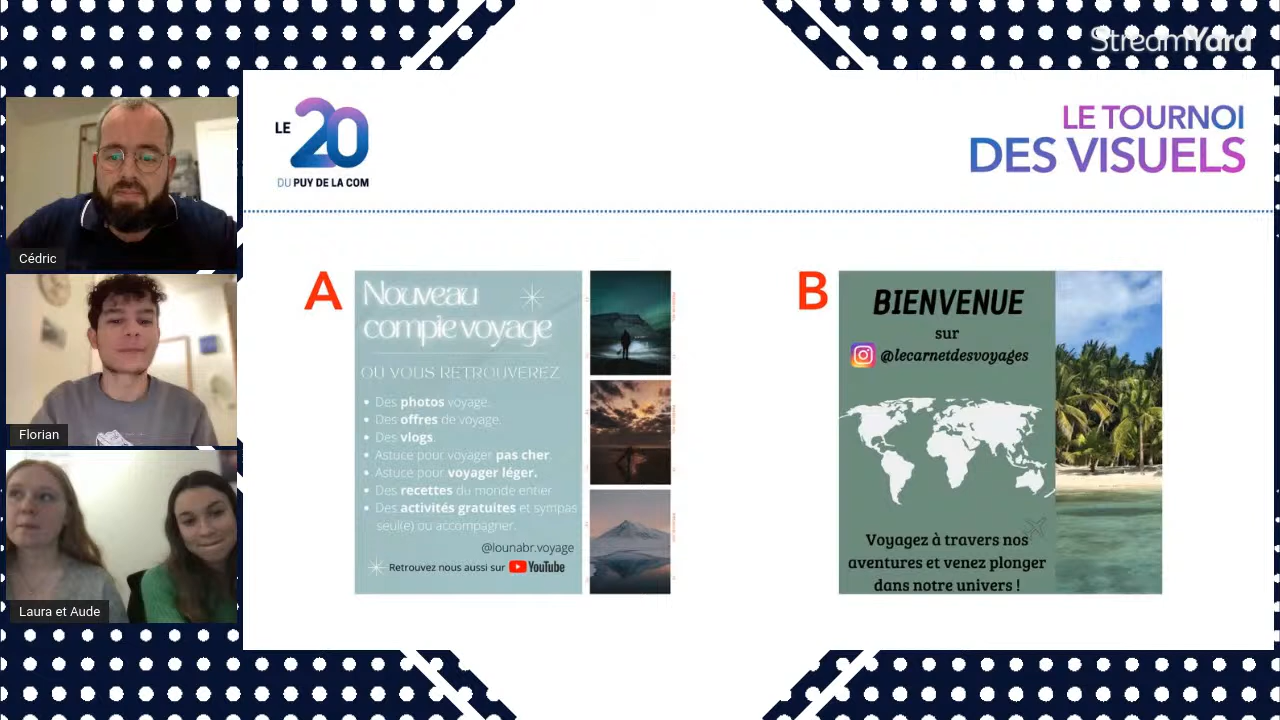 StreamYard
LE 20
DU PUY DE LA COM
LE TOURNOI
DES VISUELS
Cédric
Florian
Laura et Aude
A
Nouveau
compte voyage
OÙ VOUS RETROUVEREZ
• Des photos voyage.
• Des offres de voyage.
• Des vlogs.
• Astuce pour voyager pas cher.
• Astuce pour voyager léger.
• Des recettes du monde entier
• Des activités gratuites et sympas
seul(e) ou accompagner.
@lounabr.voyage
Retrouvez nous aussi sur YouTube
B
BIENVENUE
sur
@lecarnetdesvoyages
Voyagez à travers nos
aventures et venez plonger
dans notre univers !